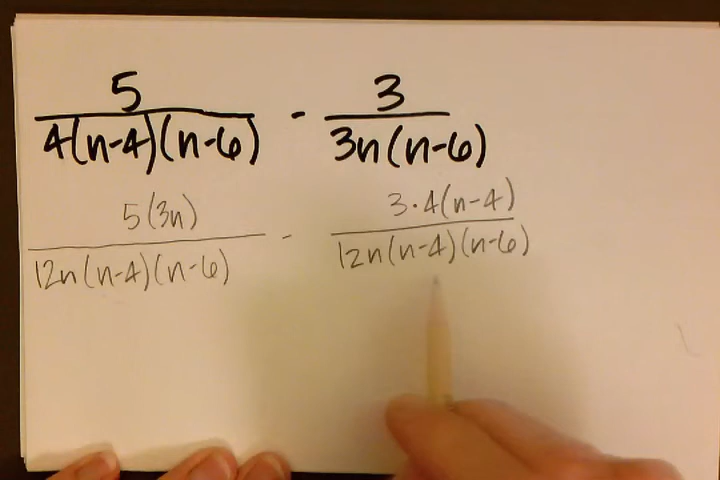 5 - 3
4(n-4)(n-6) 3n(n-6)
5(3n) - 3·4(n-4)
12n(n-4)(n-6) 12n(n-4)(n-6)